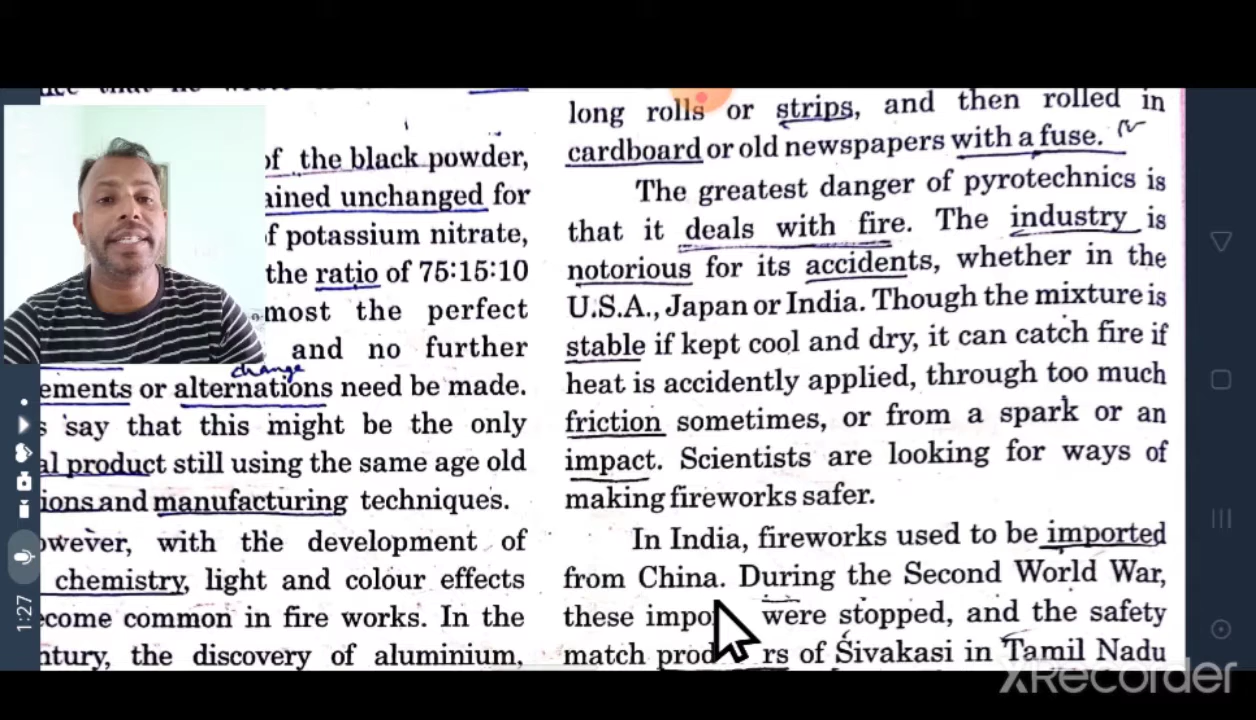 of the black powder,
ained unchanged for
f potassium nitrate,
the ratio of 75:15:10
most the perfect
and no further
change
ements or alternations need be made.
s say that this might be the only
al product still using the same age old
ions and manufacturing techniques.
owever, with the development of
chemistry, light and colour effects
ecome common in fire works. In the
ntury, the discovery of aluminium,
long rolls or strips, and then rolled in
cardboard or old newspapers with a fuse.
The greatest danger of pyrotechnics is
that it deals with fire. The industry is
notorious for its accidents, whether in the
U.S.A., Japan or India. Though the mixture is
stable if kept cool and dry, it can catch fire if
heat is accidently applied, through too much
friction sometimes, or from a spark or an
impact. Scientists are looking for ways of
making fireworks safer.
In India, fireworks used to be imported
from China. During the Second World War,
these impo were stopped, and the safety
match prod rs of Sivakasi in Tamil Nadu
1:27
XRecorder